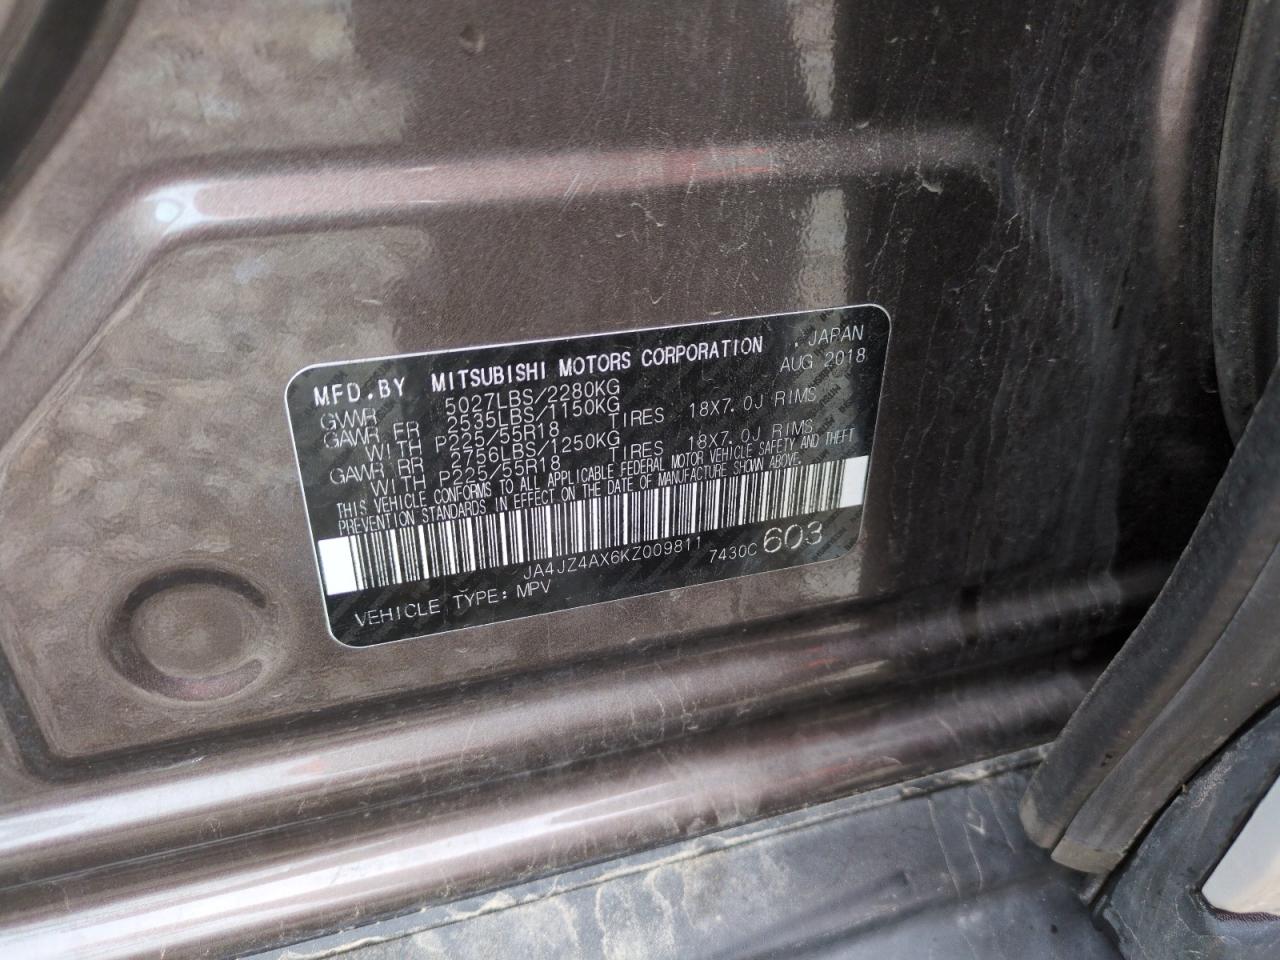 MFD.BY MITSUBISHI MOTORS CORPORATION , JAPAN
GVWR 5027LBS/2280KG AUG 2018
GAWR FR 2535LBS/1150KG
WITH P225/55R18 TIRES 18X7.0J RIMS
GAWR RR 2756LBS/1250KG
WITH P225/55R18 TIRES 18X7.0J RIMS
THIS VEHICLE CONFORMS TO ALL APPLICABLE FEDERAL MOTOR VEHICLE SAFETY AND THEFT
PREVENTION STANDARDS IN EFFECT ON THE DATE OF MANUFACTURE SHOWN ABOVE.
JA4JZ4AX6KZ009811 7430C 603
VEHICLE TYPE: MPV